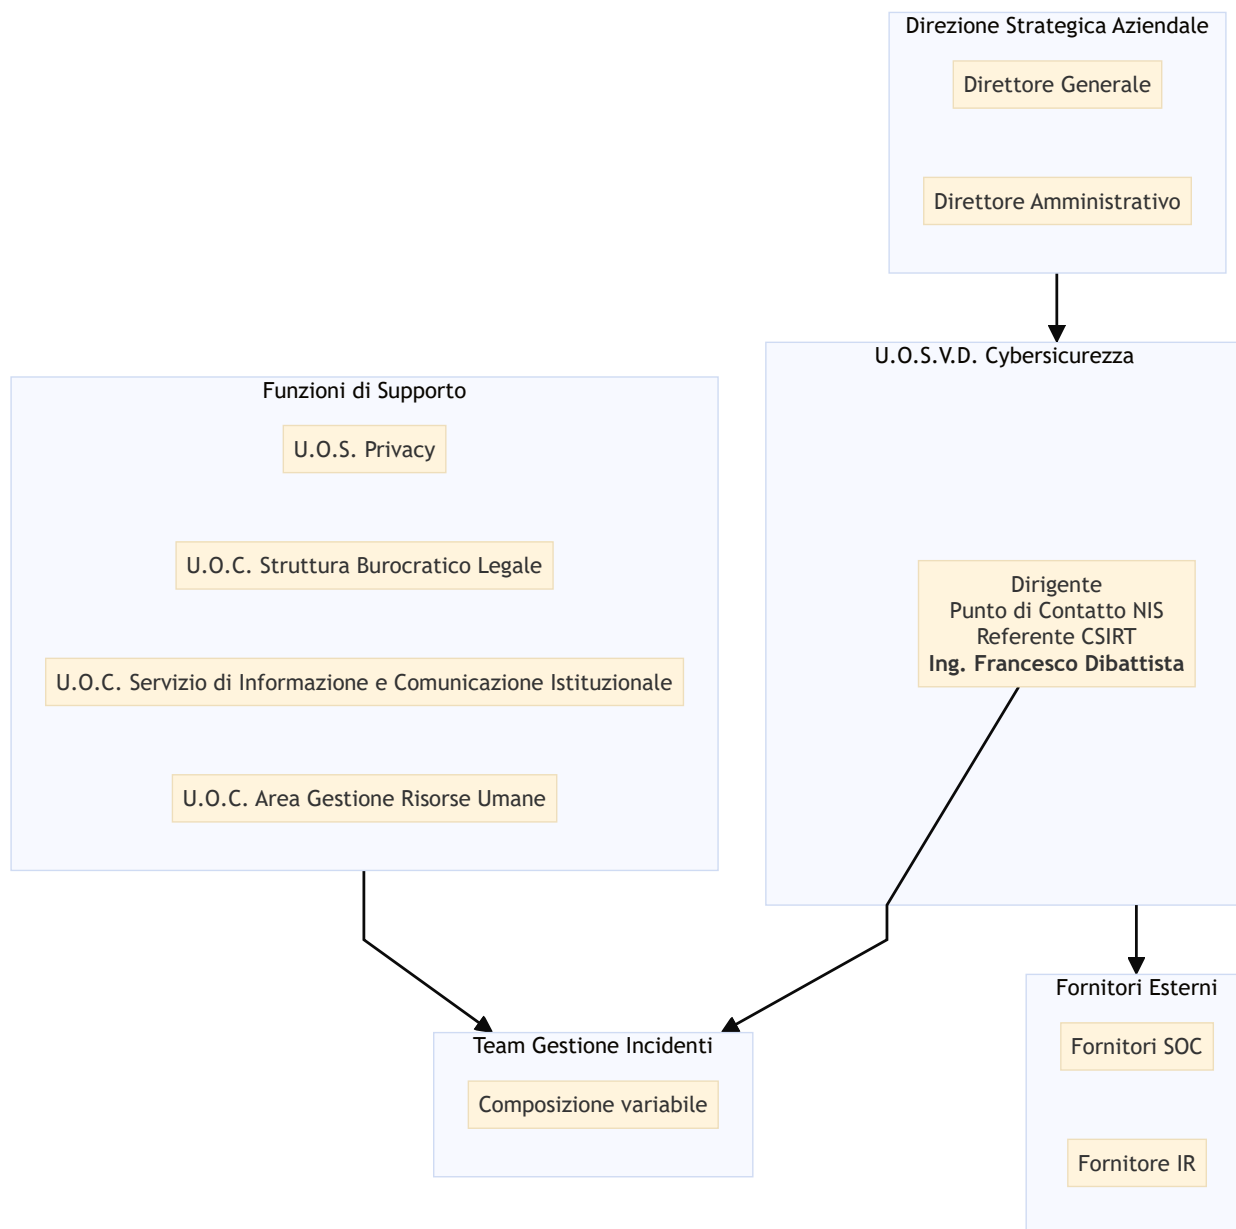 Direzione Strategica Aziendale
Direttore Generale
Direttore Amministrativo
U.O.S.V.D. Cybersicurezza
Dirigente
Punto di Contatto NIS
Referente CSIRT
Ing. Francesco Dibattista
Funzioni di Supporto
U.O.S. Privacy
U.O.C. Struttura Burocratico Legale
U.O.C. Servizio di Informazione e Comunicazione Istituzionale
U.O.C. Area Gestione Risorse Umane
Team Gestione Incidenti
Composizione variabile
Fornitori Esterni
Fornitori SOC
Fornitore IR